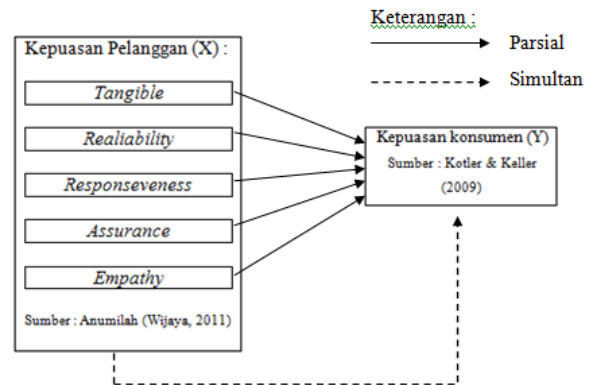 Keterangan :
Parsial
Simultan
Kepuasan Pelanggan (X) :
Tangible
Realiability
Responseveness
Assurance
Empathy
Sumber : Anumilah (Wijaya, 2011)
Kepuasan konsumen (Y)
Sumber : Kotler & Keller
(2009)